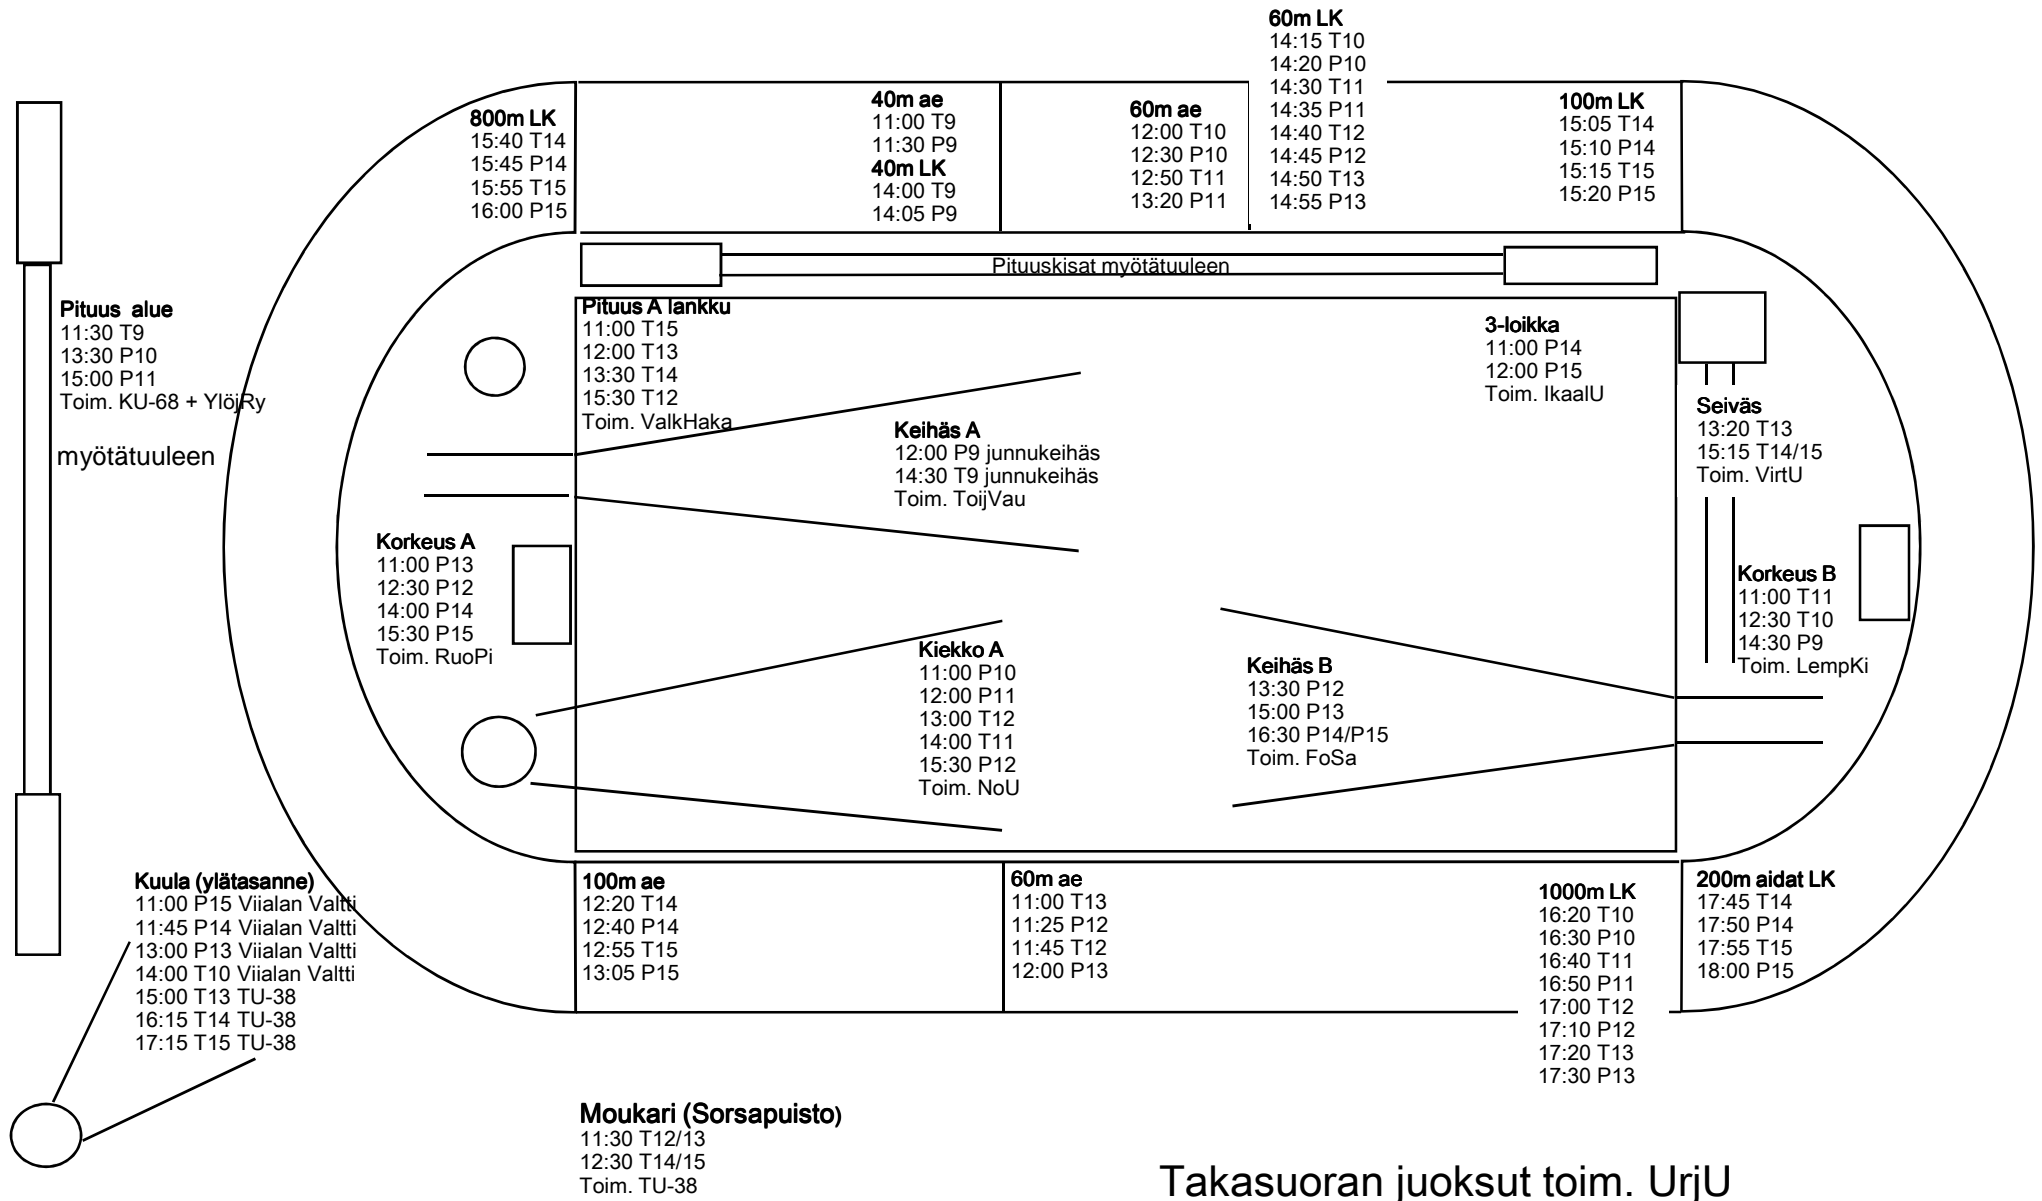 60m LK
14:15 T10
14:20 P10
14:30 T11
14:35 P11
14:40 T12
14:45 P12
14:50 T13
14:55 P13
800m LK
15:40 T14
15:45 P14
15:55 T15
16:00 P15
40m ae
11:00 T9
11:30 P9
40m LK
14:00 T9
14:05 P9
60m ae
12:00 T10
12:30 P10
12:50 T11
13:20 P11
100m LK
15:05 T14
15:10 P14
15:15 T15
15:20 P15
Pituuskisat myötätuuleen
Pituus alue
11:30 T9
13:30 P10
15:00 P11
Toim. KU-68 + YlöjRy
myötätuuleen
Pituus A lankku
11:00 T15
12:00 T13
13:30 T14
15:30 T12
Toim. ValkHaka
3-loikka
11:00 P14
12:00 P15
Toim. IkaalU
Seiväs
13:20 T13
15:15 T14/15
Toim. VirtU
Keihäs A
12:00 P9 junnukeihäs
14:30 T9 junnukeihäs
Toim. ToijVau
Korkeus A
11:00 P13
12:30 P12
14:00 P14
15:30 P15
Toim. RuoPi
Korkeus B
11:00 T11
12:30 T10
14:30 P9
Toim. LempKi
Kiekko A
11:00 P10
12:00 P11
13:00 T12
14:00 T11
15:30 P12
Toim. NoU
Keihäs B
13:30 P12
15:00 P13
16:30 P14/P15
Toim. FoSa
Kuula (ylätasanne)
11:00 P15 Viialan Valtti
11:45 P14 Viialan Valtti
13:00 P13 Viialan Valtti
14:00 T10 Viialan Valtti
15:00 T13 TU-38
16:15 T14 TU-38
17:15 T15 TU-38
100m ae
12:20 T14
12:40 P14
12:55 T15
13:05 P15
60m ae
11:00 T13
11:25 P12
11:45 T12
12:00 P13
1000m LK
16:20 T10
16:30 P10
16:40 T11
16:50 P11
17:00 T12
17:10 P12
17:20 T13
17:30 P13
200m aidat LK
17:45 T14
17:50 P14
17:55 T15
18:00 P15
Moukari (Sorsapuisto)
11:30 T12/13
12:30 T14/15
Toim. TU-38
Takasuoran juoksut toim. UrjU